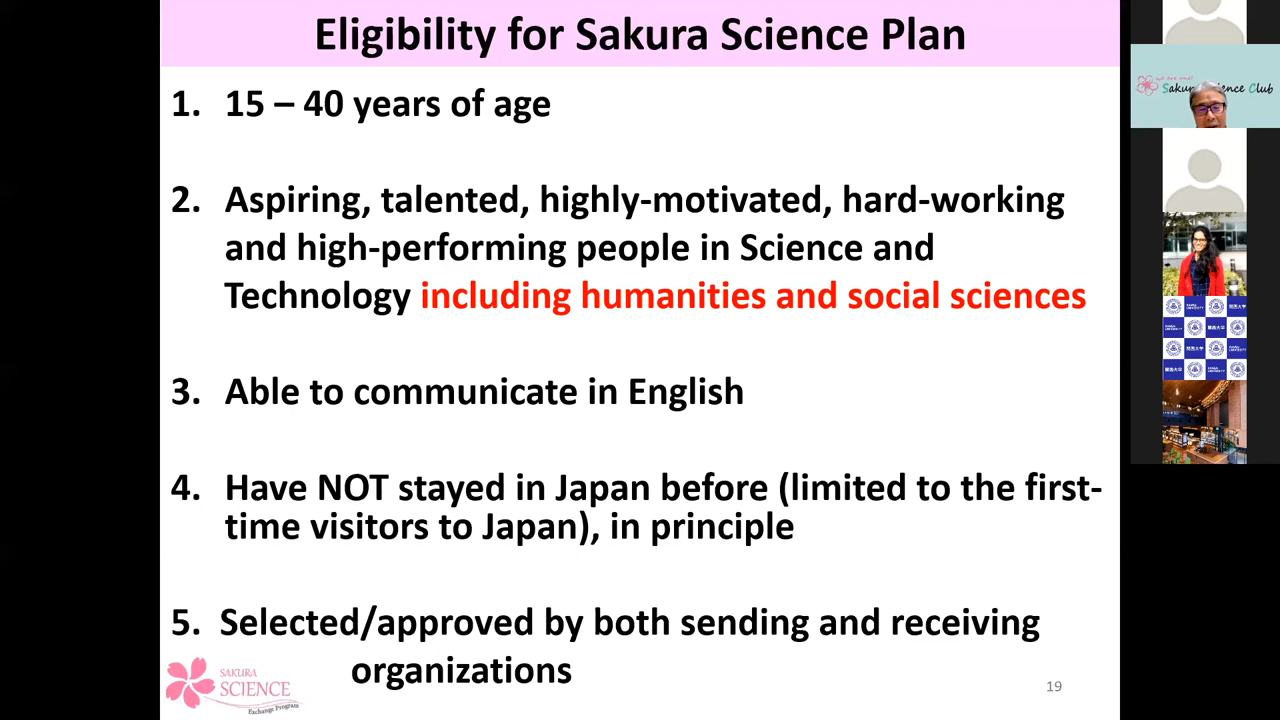 Eligibility for Sakura Science Plan
1. 15 – 40 years of age
2. Aspiring, talented, highly-motivated, hard-working
and high-performing people in Science and
Technology including humanities and social sciences
3. Able to communicate in English
4. Have NOT stayed in Japan before (limited to the first-
time visitors to Japan), in principle
5. Selected/approved by both sending and receiving
organizations
SAKURA
SCIENCE
Exchange Program
19
Sakura Science Club